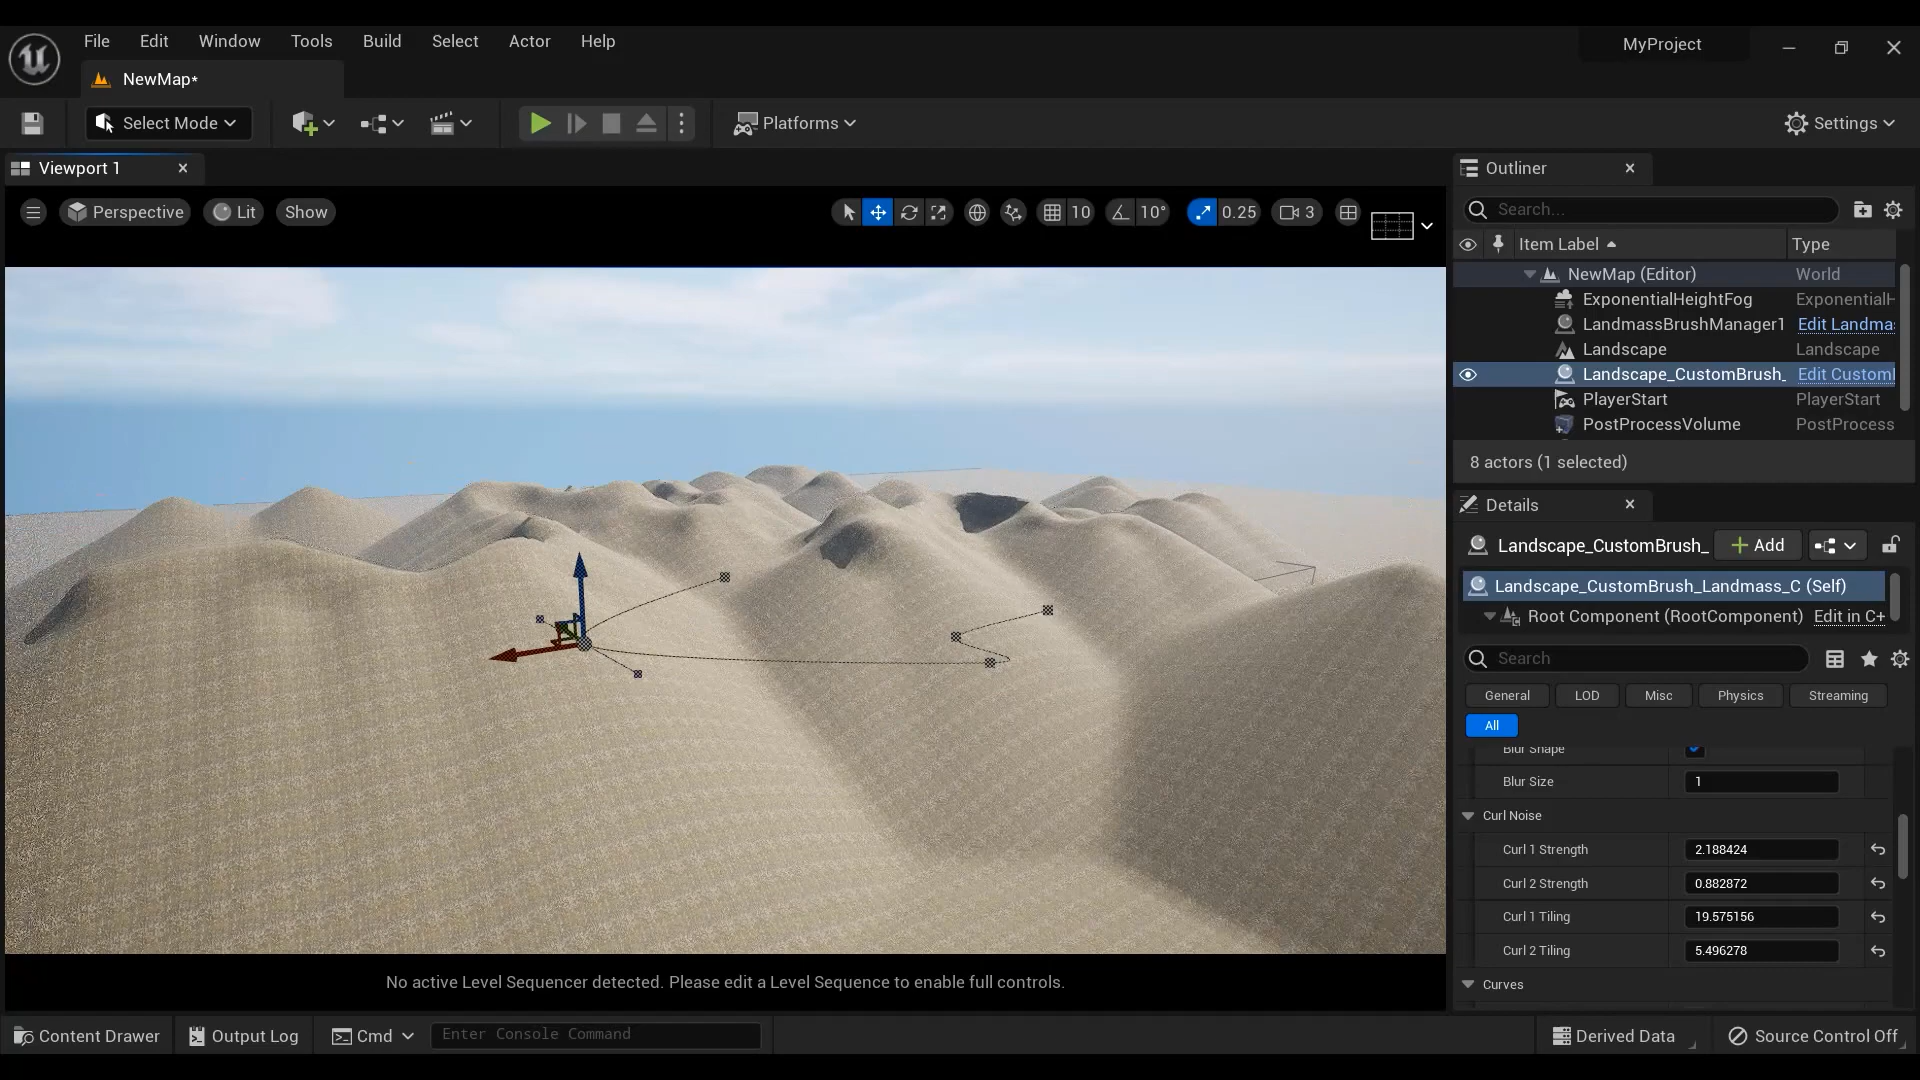 File Edit Window Tools Build Select Actor Help
MyProject
NewMap*
Select Mode
Platforms
Settings
Viewport 1
Perspective Lit Show
10 10° 0.25 3
No active Level Sequencer detected. Please edit a Level Sequence to enable full controls.
Outliner
Search...
Item Label Type
NewMap (Editor) World
ExponentialHeightFog ExponentialH
LandmassBrushManager1 Edit Landma
Landscape Landscape
Landscape_CustomBrush_ Edit Custom
PlayerStart PlayerStart
PostProcessVolume PostProcess
8 actors (1 selected)
Details
Landscape_CustomBrush_ Add
Landscape_CustomBrush_Landmass_C (Self)
Root Component (RootComponent) Edit in C+
Search
General LOD Misc Physics Streaming
All
Blur Shape
Blur Size 1
Curl Noise
Curl 1 Strength 2.188424
Curl 2 Strength 0.882872
Curl 1 Tiling 19.575156
Curl 2 Tiling 5.496278
Curves
Content Drawer Output Log Cmd Enter Console Command Derived Data Source Control Off